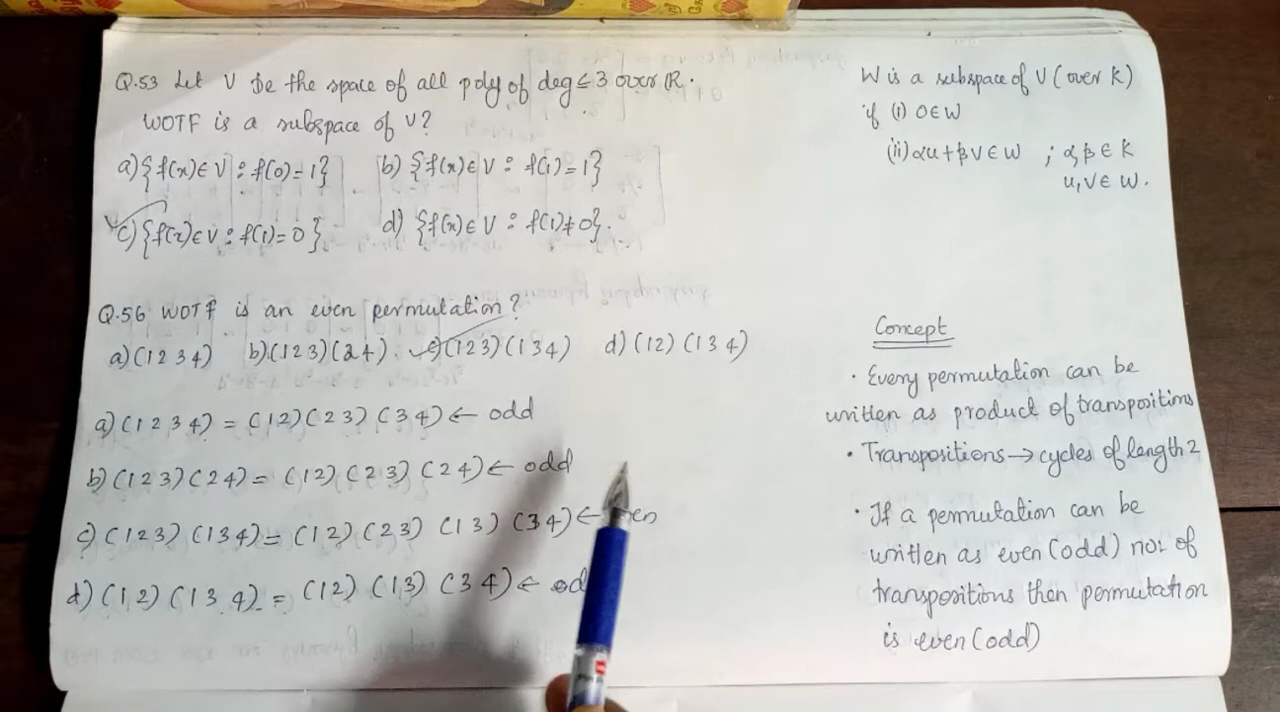 Q.53 Let V be the space of all poly of deg ≤ 3 over ℝ.
WOTF is a subspace of V?
a) {f(x) ∈ V : f(0) = 1} b) {f(x) ∈ V : f(1) = 1}
c) {f(x) ∈ V : f(1) = 0} d) {f(x) ∈ V : f(1) ≠ 0}.
W is a subspace of V (over K)
if (i) 0 ∈ W
(ii) αu + βv ∈ W ; α, β ∈ K
u, v ∈ W.
Q.56 WOTF is an even permutation?
a) (1 2 3 4) b) (1 2 3) (2 4). c) (1 2 3) (1 3 4) d) (1 2) (1 3 4)
a) (1 2 3 4) = (1 2) (2 3) (3 4) ← odd
b) (1 2 3) (2 4) = (1 2) (2 3) (2 4) ← odd
c) (1 2 3) (1 3 4) = (1 2) (2 3) (1 3) (3 4) ←
d) (1 2) (1 3 4) = (1 2) (1 3) (3 4) ←
Concept
• Every permutation can be
written as product of transpositions
• Transpositions → cycles of length 2
• If a permutation can be
written as even (odd) no: of
transpositions then permutation
is even (odd)